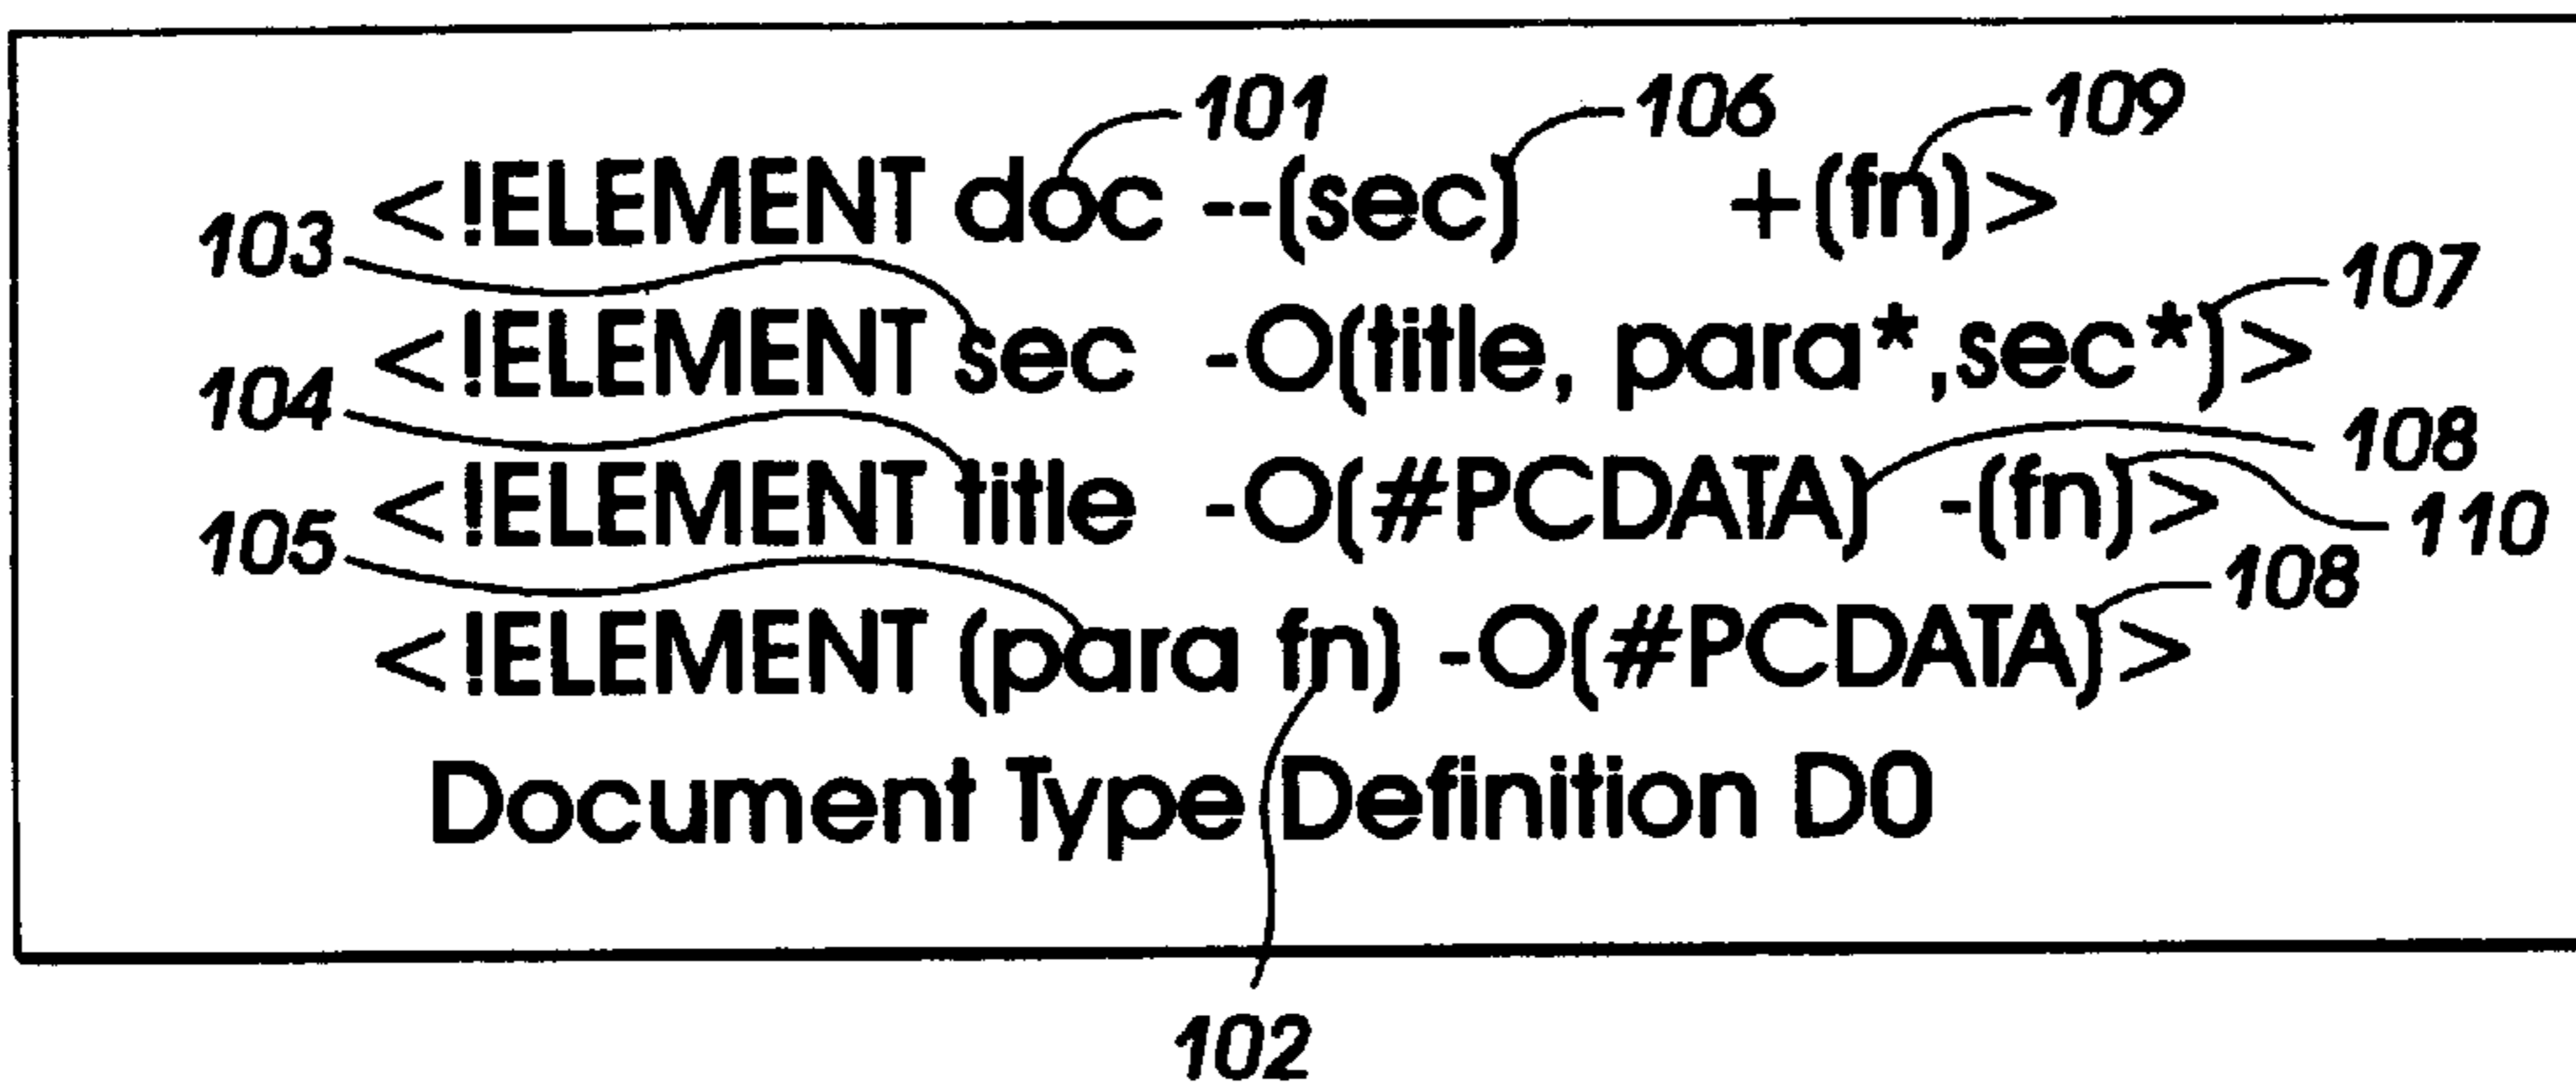 101 106 109
<!ELEMENT doc --(sec) +(fn)>
103
107
<!ELEMENT sec -O(title, para*,sec*)>
104
108
<!ELEMENT title -O(#PCDATA) -(fn)>
110
105
108
<!ELEMENT (para fn) -O(#PCDATA)>
Document Type Definition D0
102